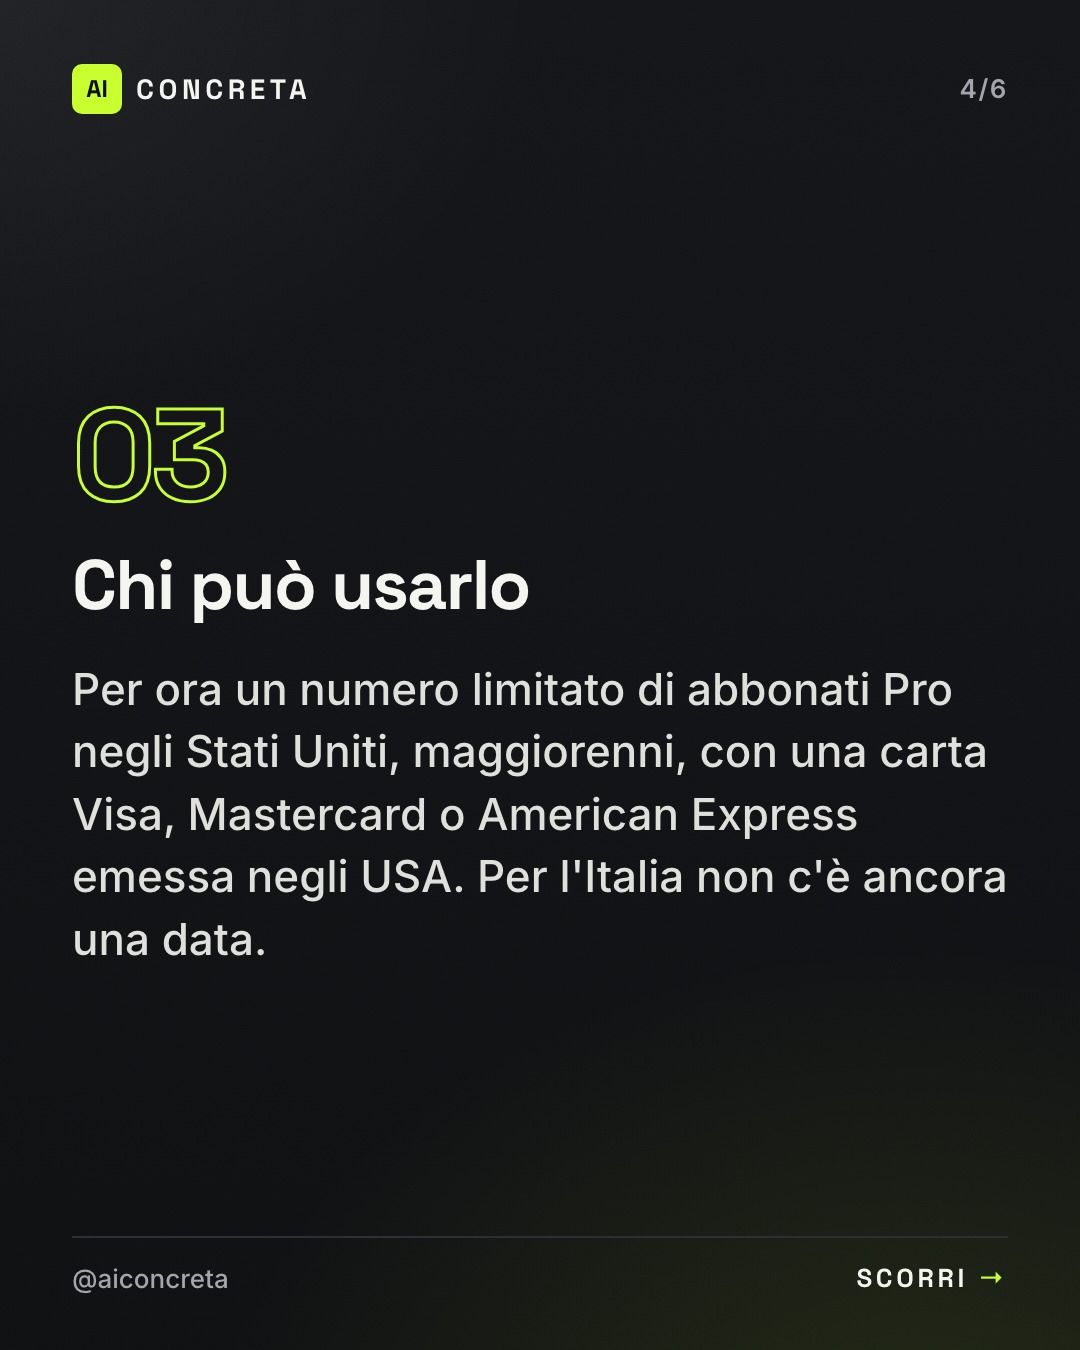 AI CONCRETA
4/6
03
Chi può usarlo
Per ora un numero limitato di abbonati Pro
negli Stati Uniti, maggiorenni, con una carta
Visa, Mastercard o American Express
emessa negli USA. Per l'Italia non c'è ancora
una data.
@aiconcreta
SCORRI →